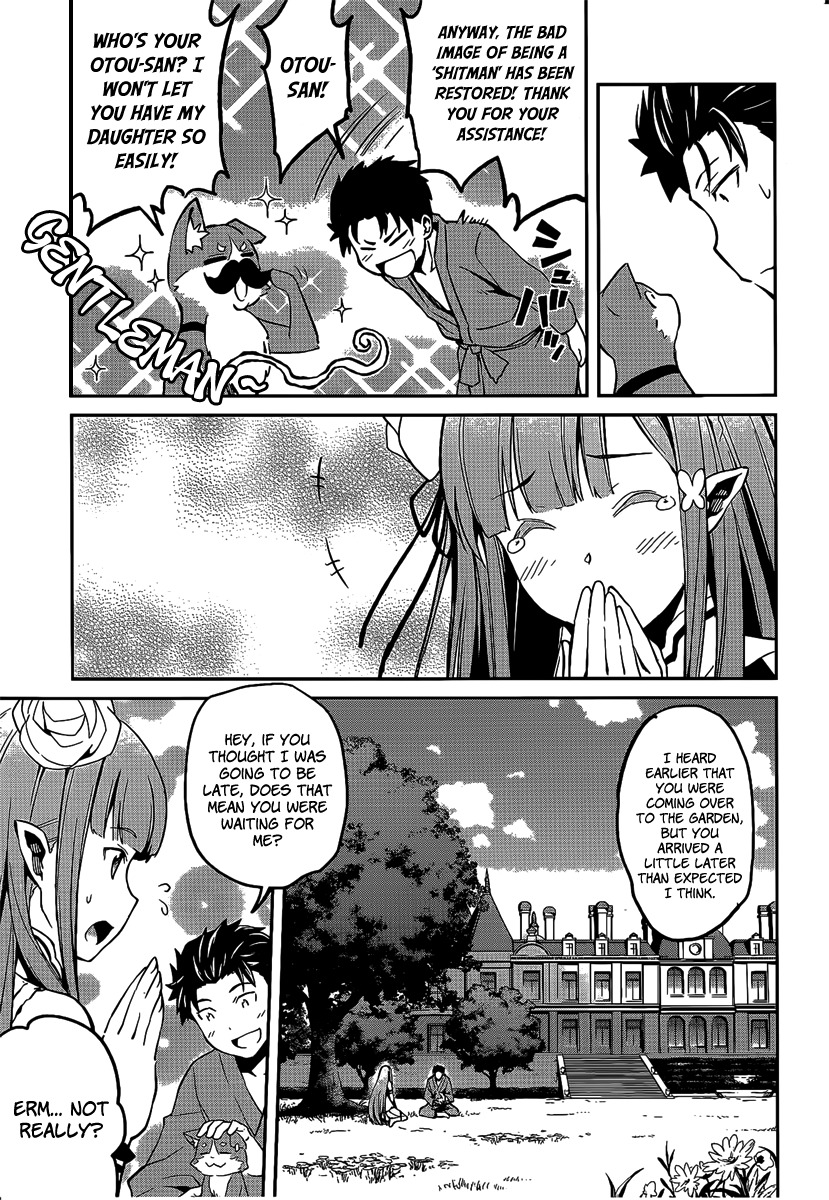 ANYWAY, THE BAD
IMAGE OF BEING A
'SHITMAN' HAS BEEN
RESTORED! THANK
YOU FOR YOUR
ASSISTANCE!
OTOU-
SAN!
WHO'S YOUR
OTOU-SAN? I
WON'T LET
YOU HAVE MY
DAUGHTER SO
EASILY!
GENTLEMAN~
バッ
I HEARD
EARLIER THAT
YOU WERE
COMING OVER
TO THE GARDEN,
BUT YOU
ARRIVED A
LITTLE LATER
THAN EXPECTED
I THINK.
HEY, IF YOU
THOUGHT I WAS
GOING TO BE
LATE, DOES THAT
MEAN YOU WERE
WAITING FOR
ME?
ERM... NOT
REALLY?